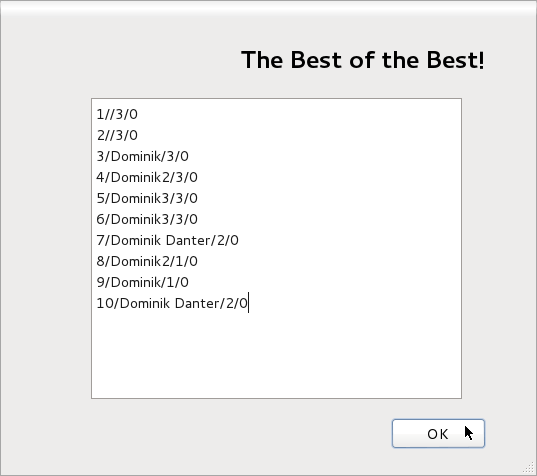 The Best of the Best!
1//3/0
2//3/0
3/Dominik/3/0
4/Dominik2/3/0
5/Dominik3/3/0
6/Dominik3/3/0
7/Dominik Danter/2/0
8/Dominik2/1/0
9/Dominik/1/0
10/Dominik Danter/2/0
OK